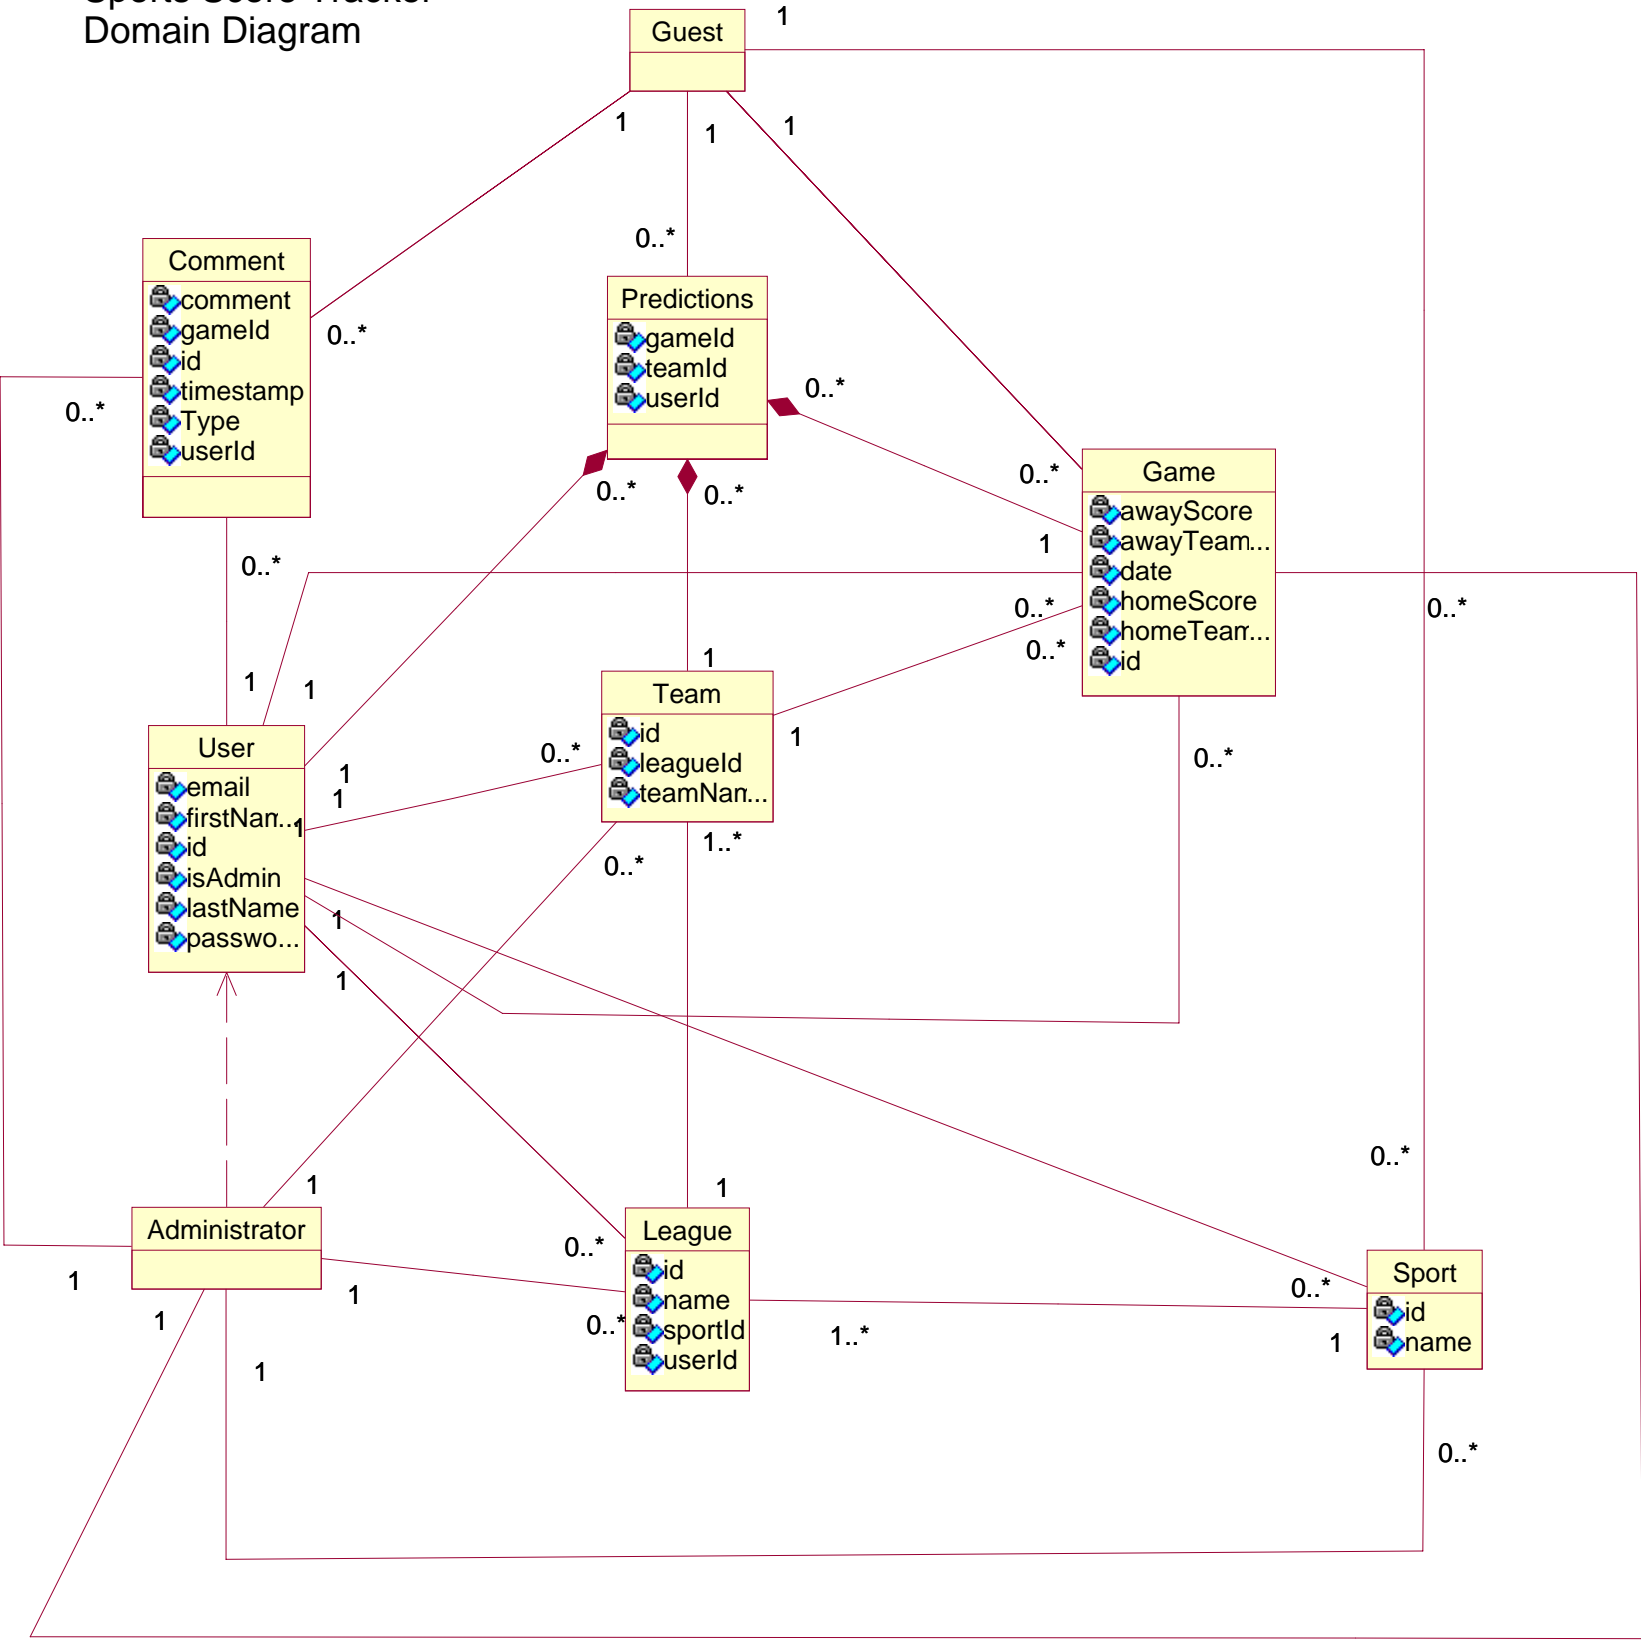 Sports Score Tracker
Domain Diagram
Guest
1
1
1
1
0..*
Comment
comment
gameId
id
timestamp
Type
userId
0..*
0..*
0..*
Predictions
gameId
teamId
userId
0..*
0..*
0..*
0..*
1
Game
awayScore
awayTeam...
date
homeScore
homeTeam...
id
0..*
0..*
0..*
0..*
1
1
User
email
firstNam...
id
isAdmin
lastName
passwo...
1
1
1
1
1
0..*
1
Team
id
leagueId
teamNam...
1
0..*
1..*
Administrator
1
1
1
1
1
1
League
id
name
sportId
userId
0..*
0..*
1..*
0..*
0..*
1
Sport
id
name
0..*